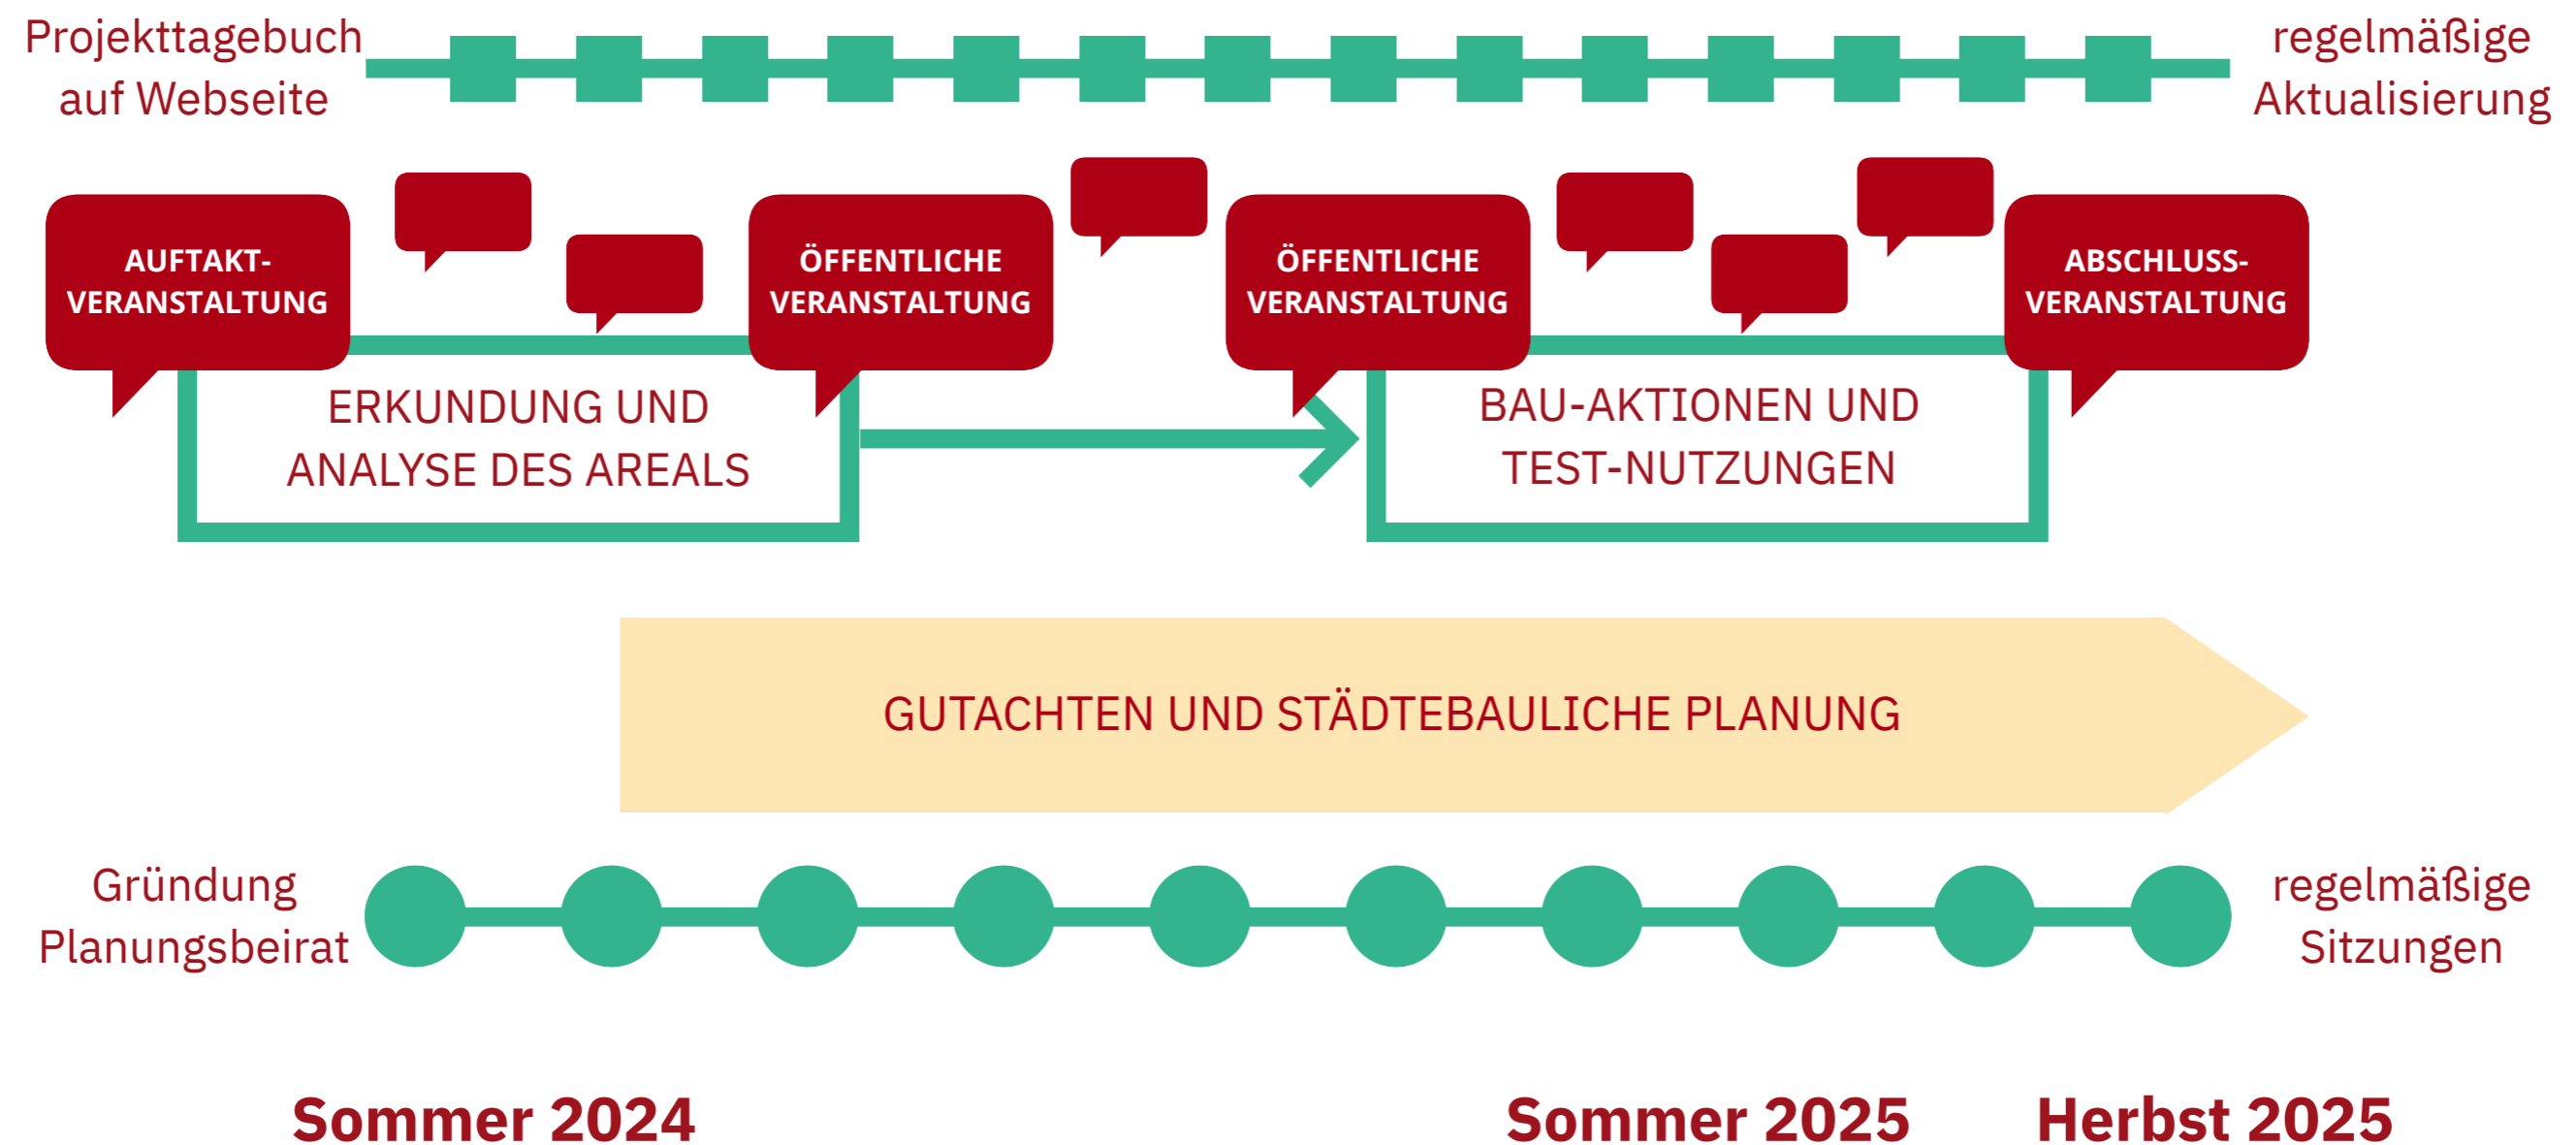 Projekttagebuch
auf Webseite
regelmäßige
Aktualisierung
AUFTAKT-
VERANSTALTUNG
ÖFFENTLICHE
VERANSTALTUNG
ÖFFENTLICHE
VERANSTALTUNG
ABSCHLUSS-
VERANSTALTUNG
ERKUNDUNG UND
ANALYSE DES AREALS
BAU-AKTIONEN UND
TEST-NUTZUNGEN
GUTACHTEN UND STÄDTEBAULICHE PLANUNG
Gründung
Planungsbeirat
regelmäßige
Sitzungen
Sommer 2024
Sommer 2025
Herbst 2025